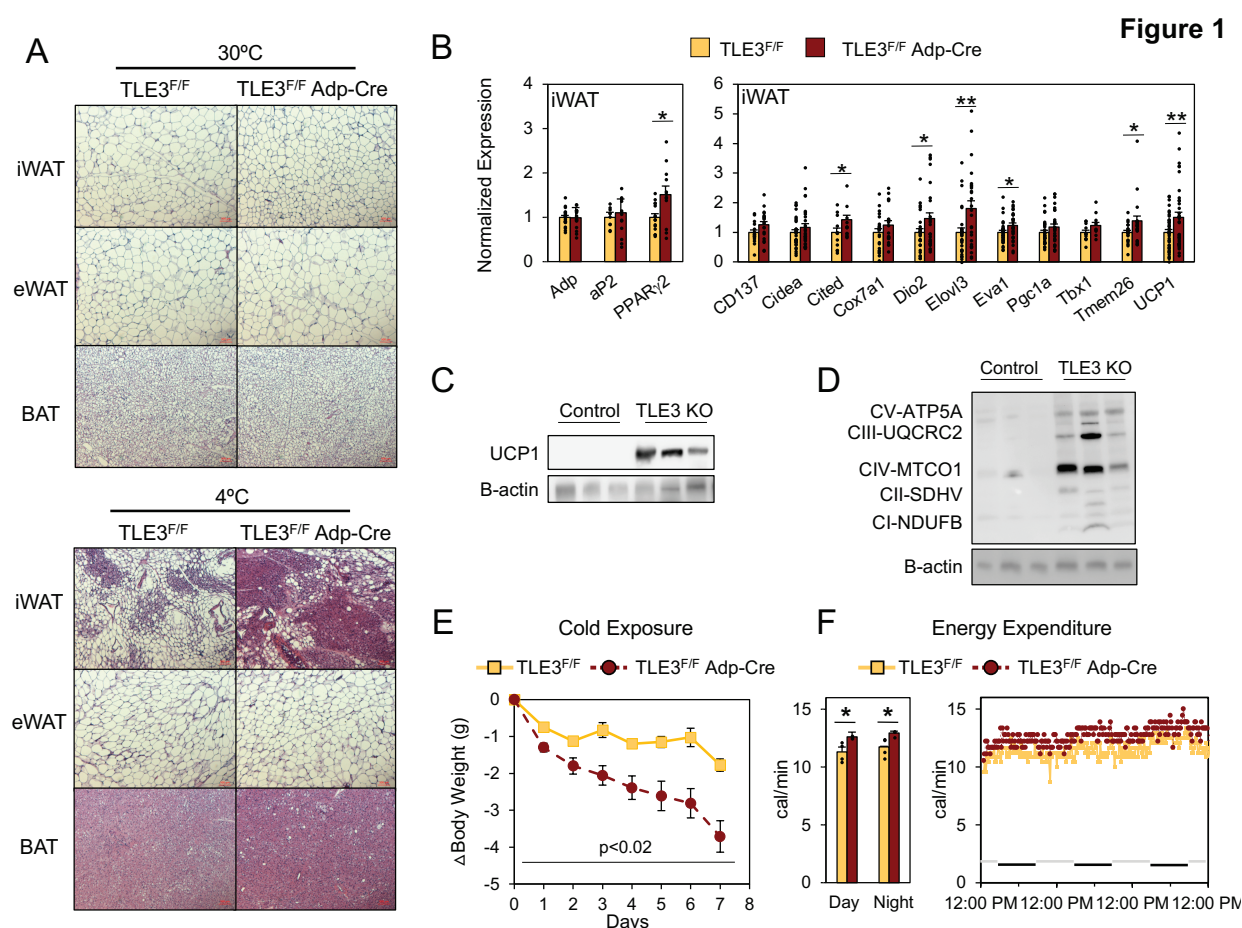 Figure 1
A
30ºC
TLE3F/F
TLE3F/F Adp-Cre
iWAT
eWAT
BAT
4ºC
TLE3F/F
TLE3F/F Adp-Cre
iWAT
eWAT
BAT
B
TLE3F/F
TLE3F/F Adp-Cre
Normalized Expression
4
3
2
1
0
iWAT
*
Adp
aP2
PPARγ2
6
5
4
3
2
1
0
iWAT
*
*
**
*
*
**
CD137
Cidea
Cited
Cox7a1
Dio2
Elovl3
Eva1
Pgc1a
Tbx1
Tmem26
UCP1
C
Control
TLE3 KO
UCP1
B-actin
D
Control
TLE3 KO
CV-ATP5A
CIII-UQCRC2
CIV-MTCO1
CII-SDHV
CI-NDUFB
B-actin
E
Cold Exposure
TLE3F/F
TLE3F/F Adp-Cre
ΔBody Weight (g)
0
-1
-2
-3
-4
-5
p<0.02
0 1 2 3 4 5 6 7 8
Days
F
Energy Expenditure
TLE3F/F
TLE3F/F Adp-Cre
cal/min
15
10
5
0
*
*
Day
Night
cal/min
15
10
5
0
12:00 PM 12:00 PM 12:00 PM 12:00 PM